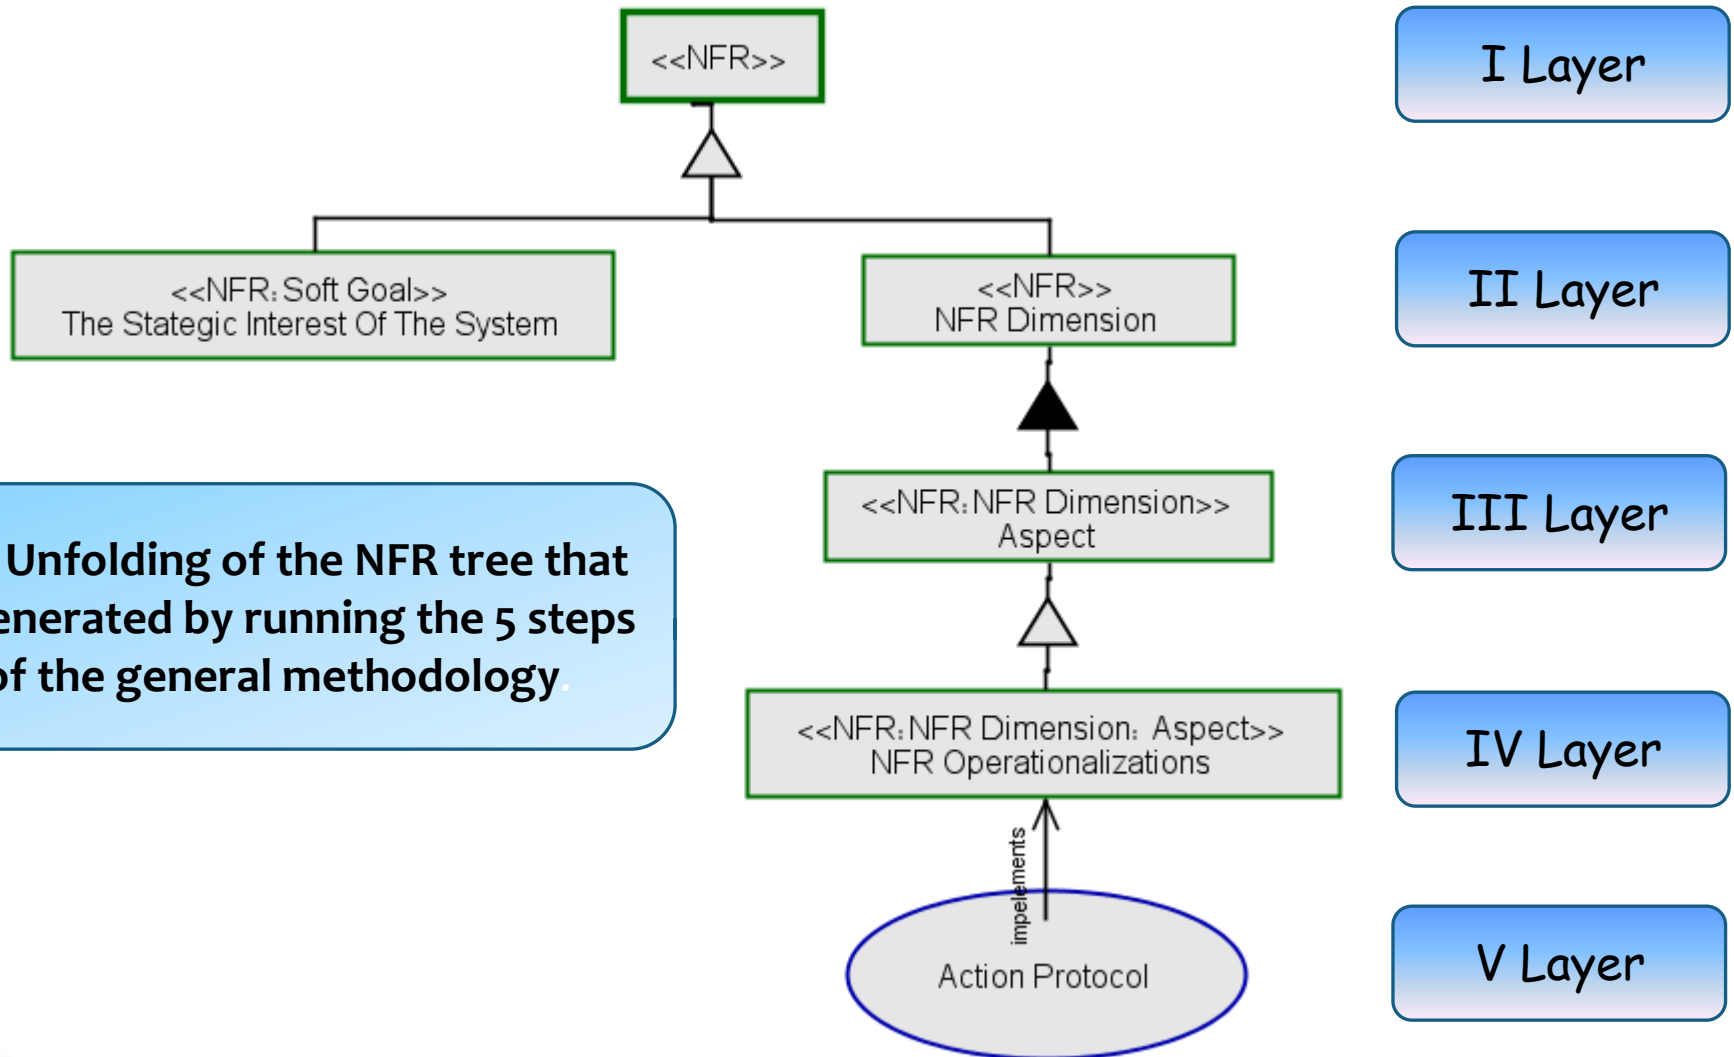 <<NFR>>
I Layer
<<NFR:Soft Goal>>
The Stategic Interest Of The System
<<NFR>>
NFR Dimension
II Layer
<<NFR:NFR Dimension>>
Aspect
III Layer
Unfolding of the NFR tree that
enerated by running the 5 steps
of the general methodology.
<<NFR:NFR Dimension: Aspect>>
NFR Operationalizations
IV Layer
impelements
Action Protocol
V Layer